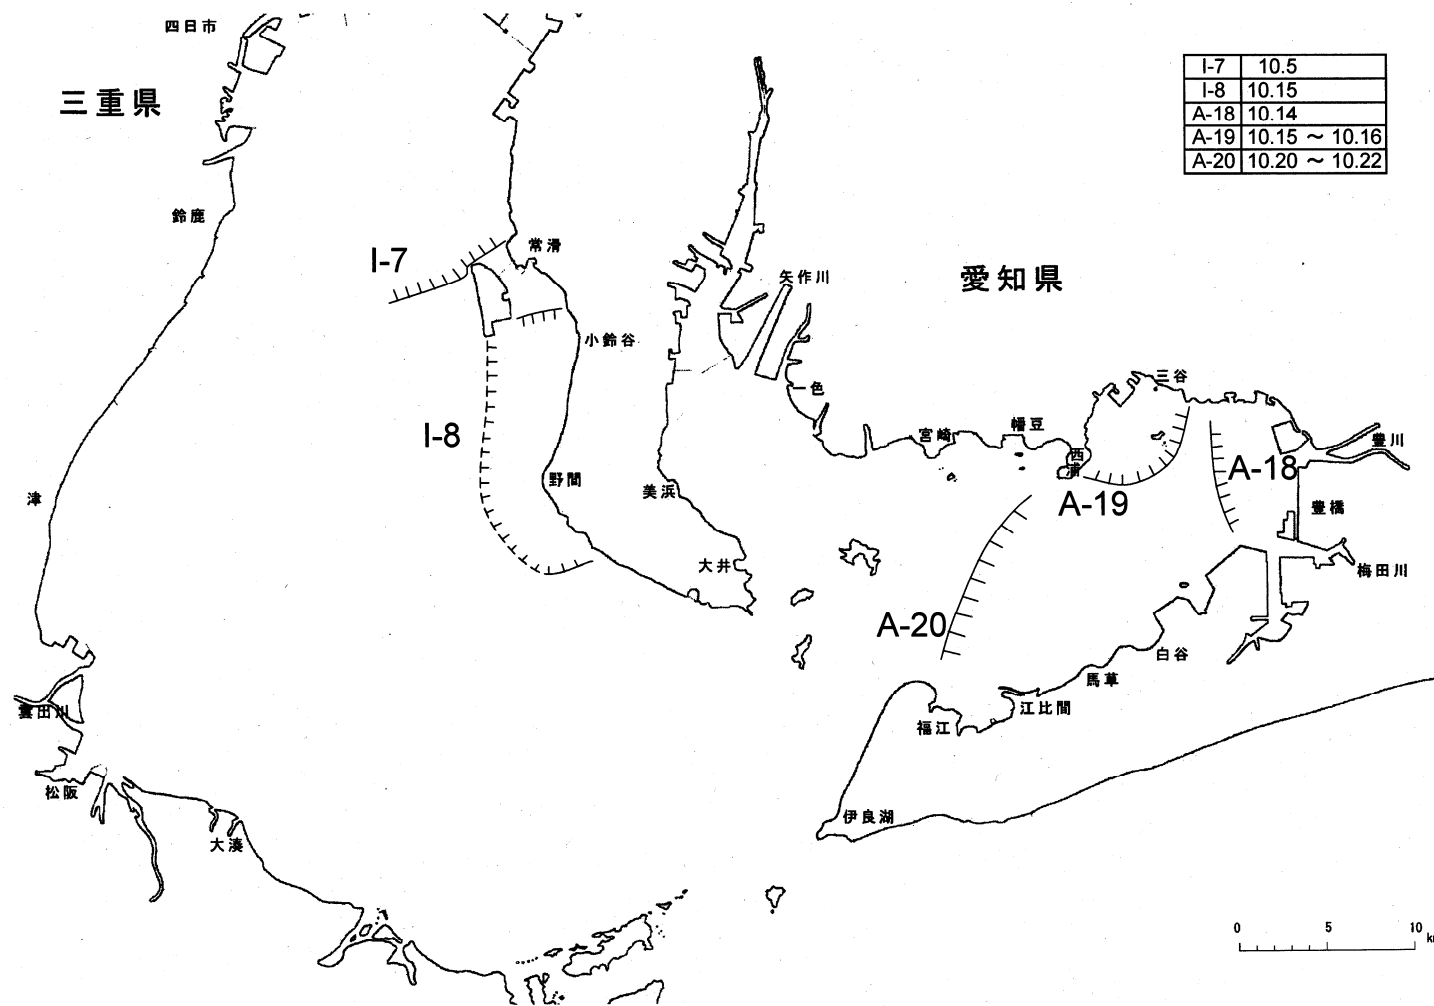 四日市
三重県
I-7 10.5
I-8 10.15
A-18 10.14
A-19 10.15 ～ 10.16
A-20 10.20 ～ 10.22
鈴鹿
I-7
常滑
矢作川
愛知県
小鈴谷
三谷
一色
I-8
宮崎
幡豆
西浦
豊川
A-18
野間
美浜
A-19
津
豊橋
大井
梅田川
A-20
白谷
馬草
雲田川
福江
江比間
松阪
伊良湖
大湊
0 5 10